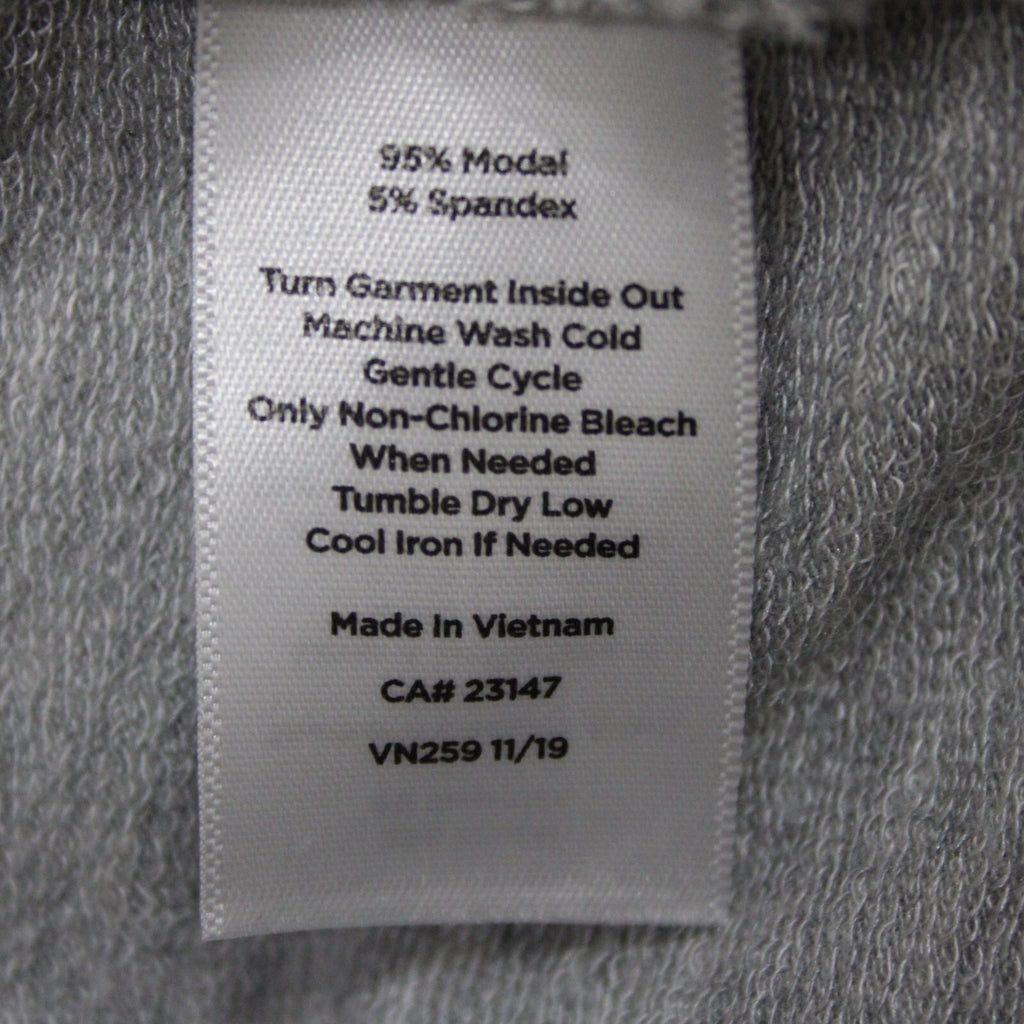 95% Modal
5% Spandex
Turn Garment Inside Out
Machine Wash Cold
Gentle Cycle
Only Non-Chlorine Bleach
When Needed
Tumble Dry Low
Cool Iron If Needed
Made In Vietnam
CA# 23147
VN259 11/19